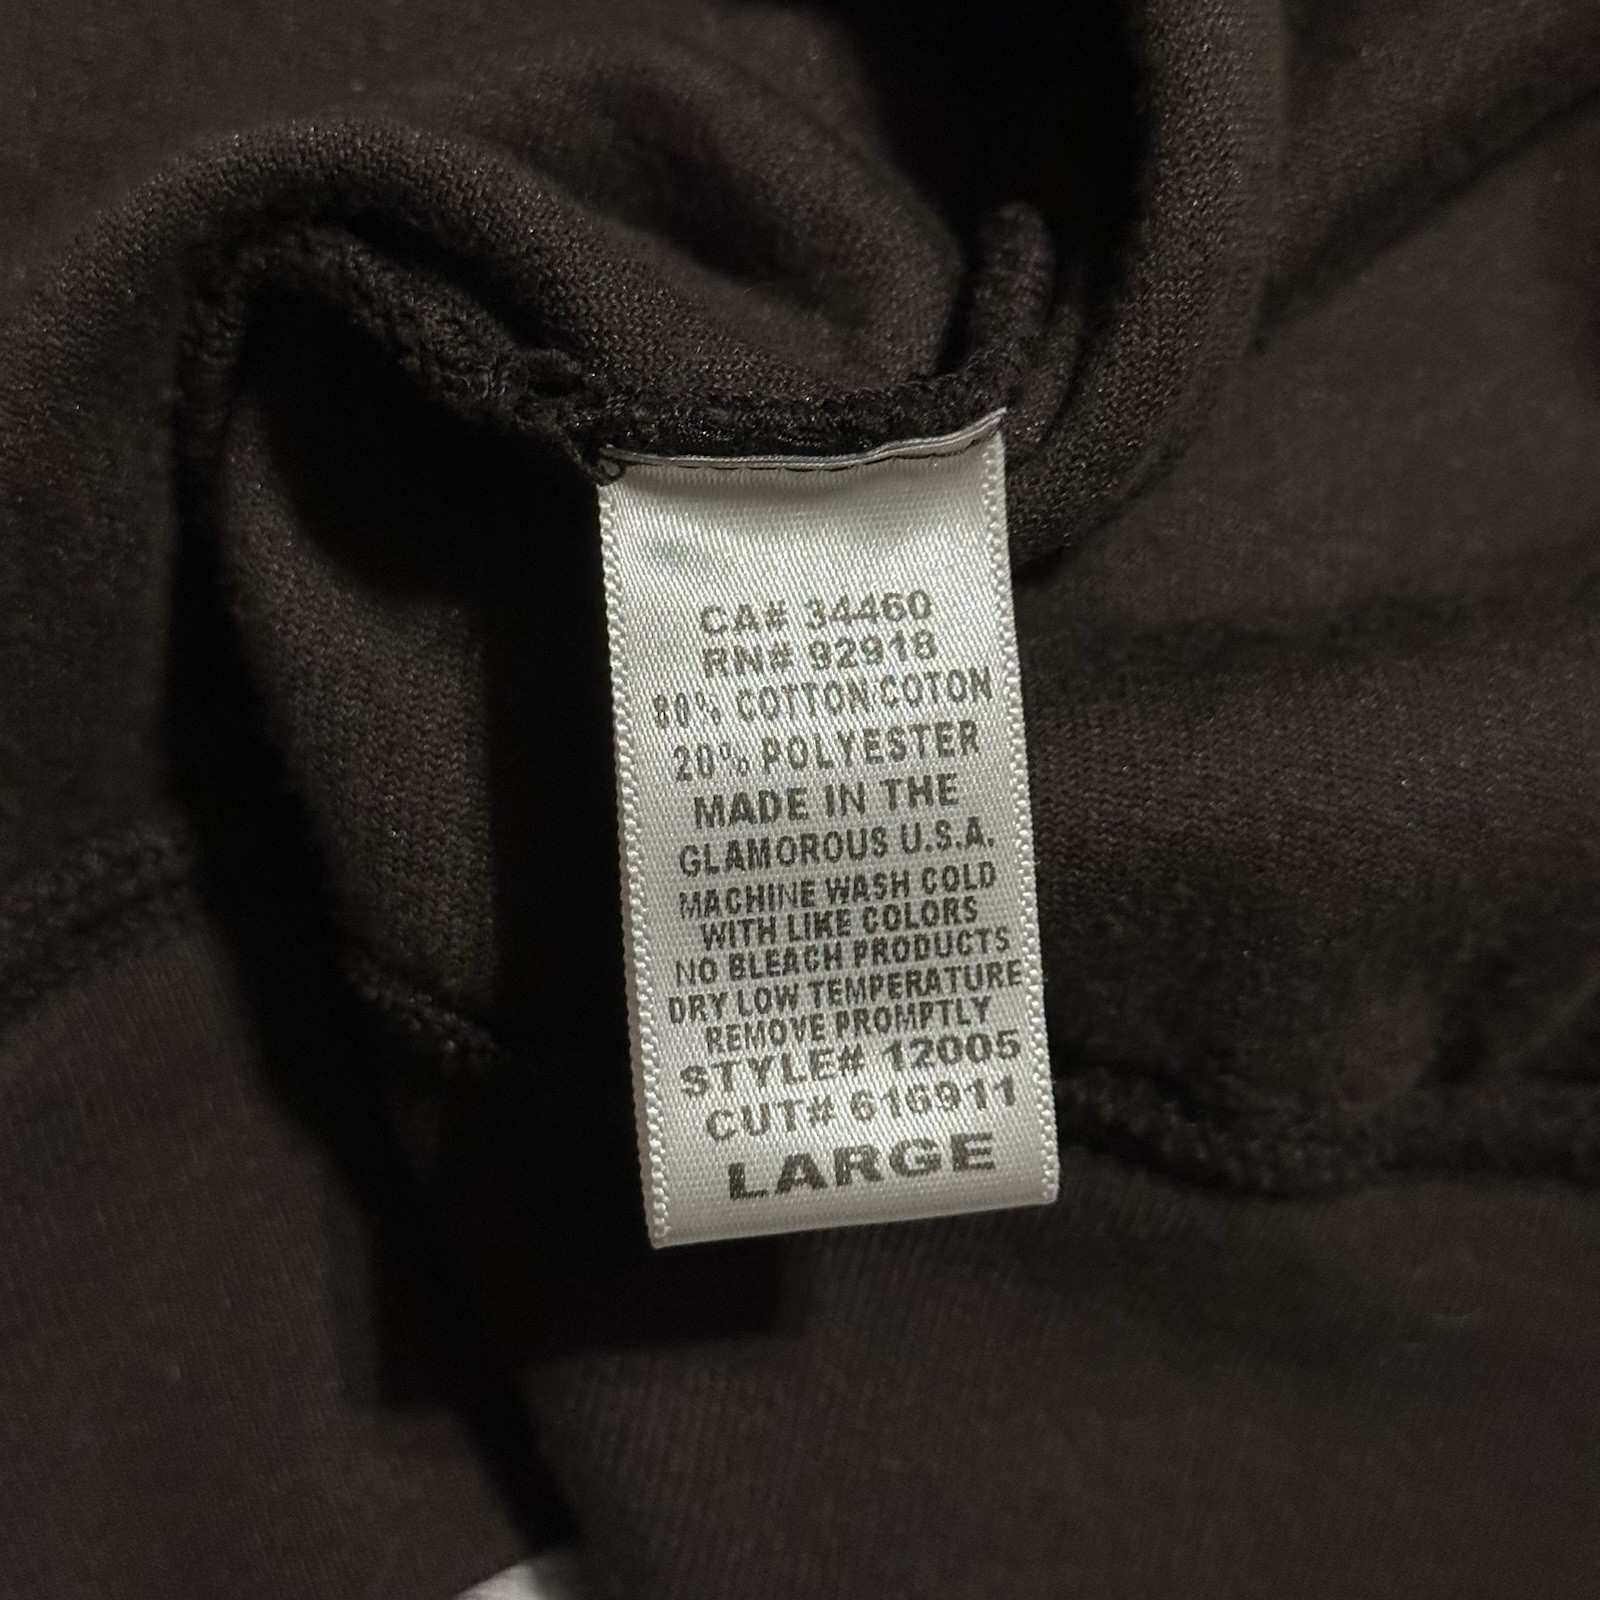 CA# 34460
RN# 92918
80% COTTON/COTON
20% POLYESTER
MADE IN THE
GLAMOROUS U.S.A.
MACHINE WASH COLD
WITH LIKE COLORS
NO BLEACH PRODUCTS
DRY LOW TEMPERATURE
REMOVE PROMPTLY
STYLE# 12005
CUT# 616911
LARGE